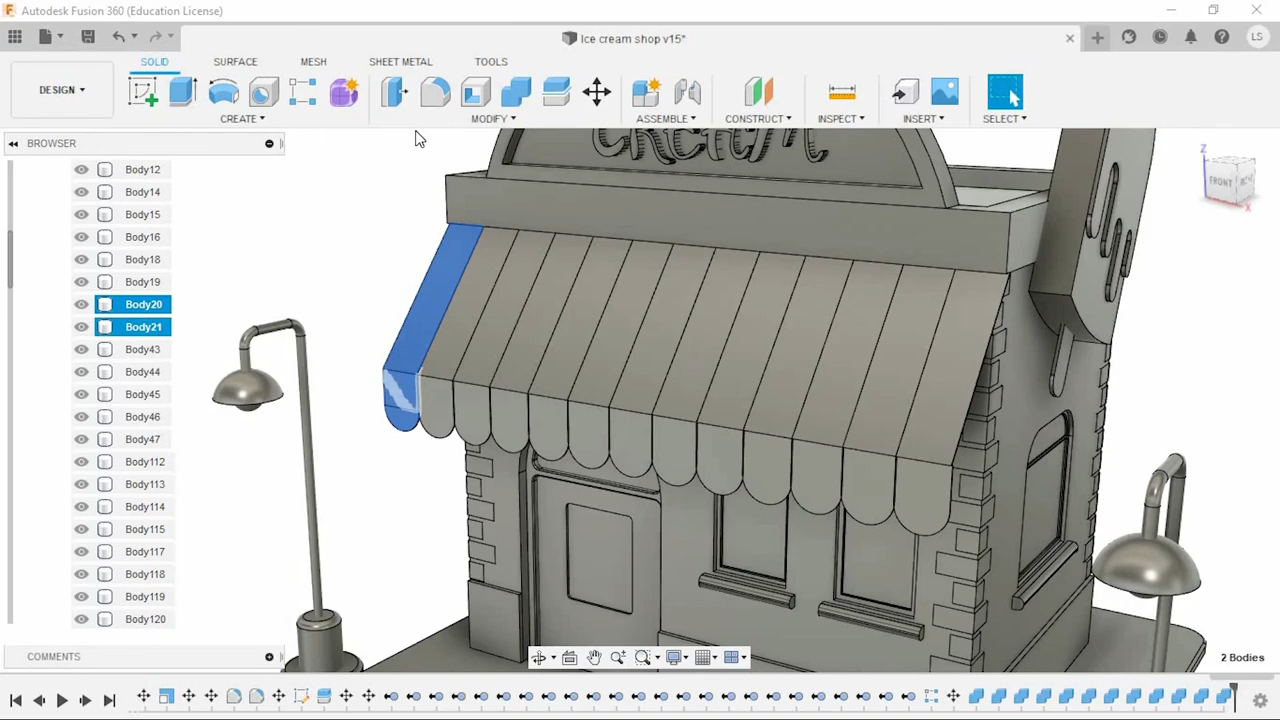 Autodesk Fusion 360 (Education License)
Ice cream shop v15*
LS
DESIGN
SOLID SURFACE MESH SHEET METAL TOOLS
CREATE MODIFY ASSEMBLE CONSTRUCT INSPECT INSERT SELECT
BROWSER
Body12
Body14
Body15
Body16
Body18
Body19
Body20
Body21
Body43
Body44
Body45
Body46
Body47
Body112
Body113
Body114
Body115
Body117
Body118
Body119
Body120
Cream
Z
FRONT
X
COMMENTS
2 Bodies